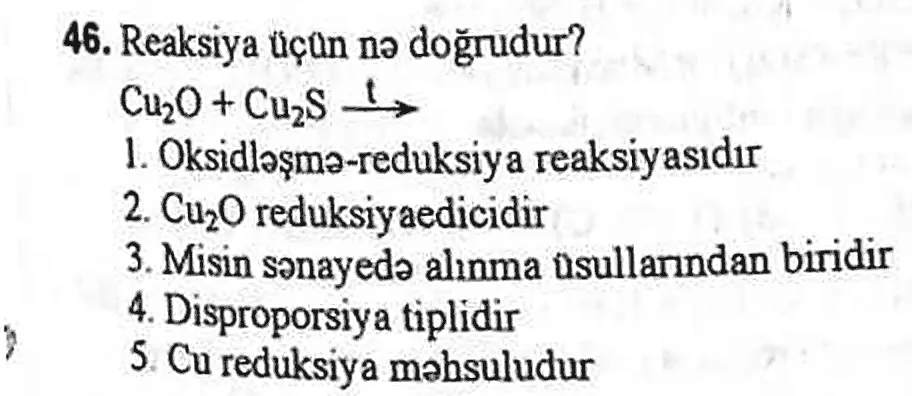 46. Reaksiya üçün nə doğrudur?
Cu₂O + Cu₂S —t→
1. Oksidləşmə-reduksiya reaksiyasıdır
2. Cu₂O reduksiyaedicidir
3. Misin sənayedə alınma üsullarından biridir
4. Disproporsiya tiplidir
5. Cu reduksiya məhsuludur